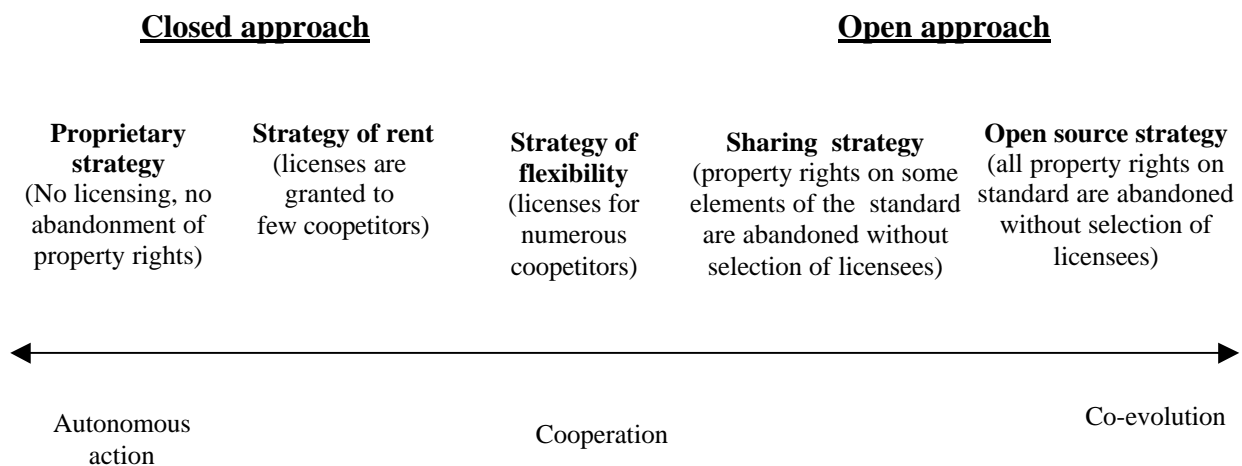 Closed approach
Open approach
Proprietary
strategy
(No licensing, no
abandonment of
property rights)
Strategy of rent
(licenses are
granted to
few coopetitors)
Strategy of
flexibility
(licenses for
numerous
coopetitors)
Sharing strategy
(property rights on some
elements of the standard
are abandoned without
selection of licensees)
Open source strategy
(all property rights on
standard are abandoned
without selection of
licensees)
Autonomous
action
Cooperation
Co-evolution